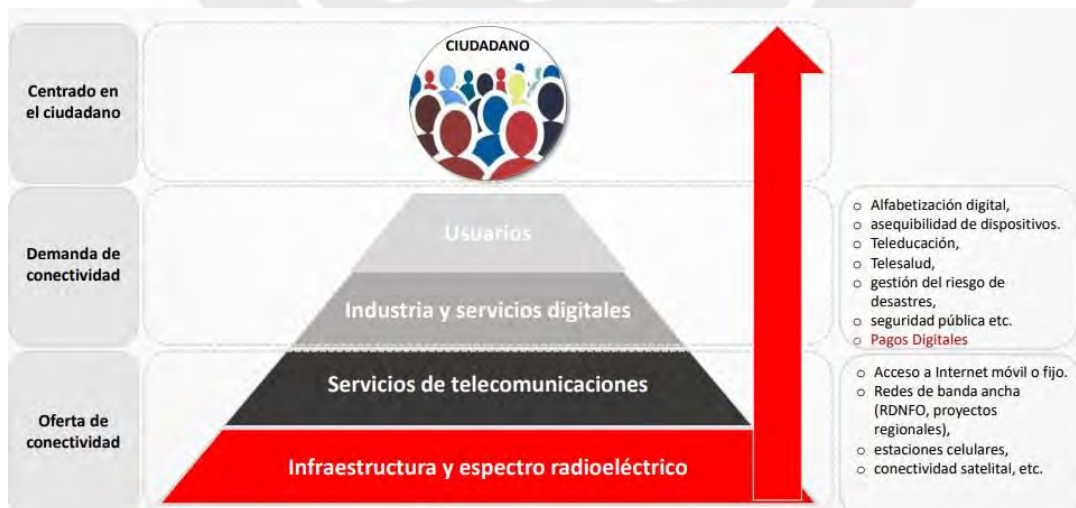 CIUDADANO
Centrado en
el ciudadano
Usuarios
Demanda de
conectividad
Industria y servicios digitales
o Alfabetización digital,
o asequibilidad de dispositivos.
o Teleducación,
o Telesalud,
o gestión del riesgo de
desastres,
o seguridad pública etc.
o Pagos Digitales
Servicios de telecomunicaciones
Oferta de
conectividad
Infraestructura y espectro radioeléctrico
o Acceso a Internet móvil o fijo.
o Redes de banda ancha
(RDNFO, proyectos
regionales),
o estaciones celulares,
o conectividad satelital, etc.